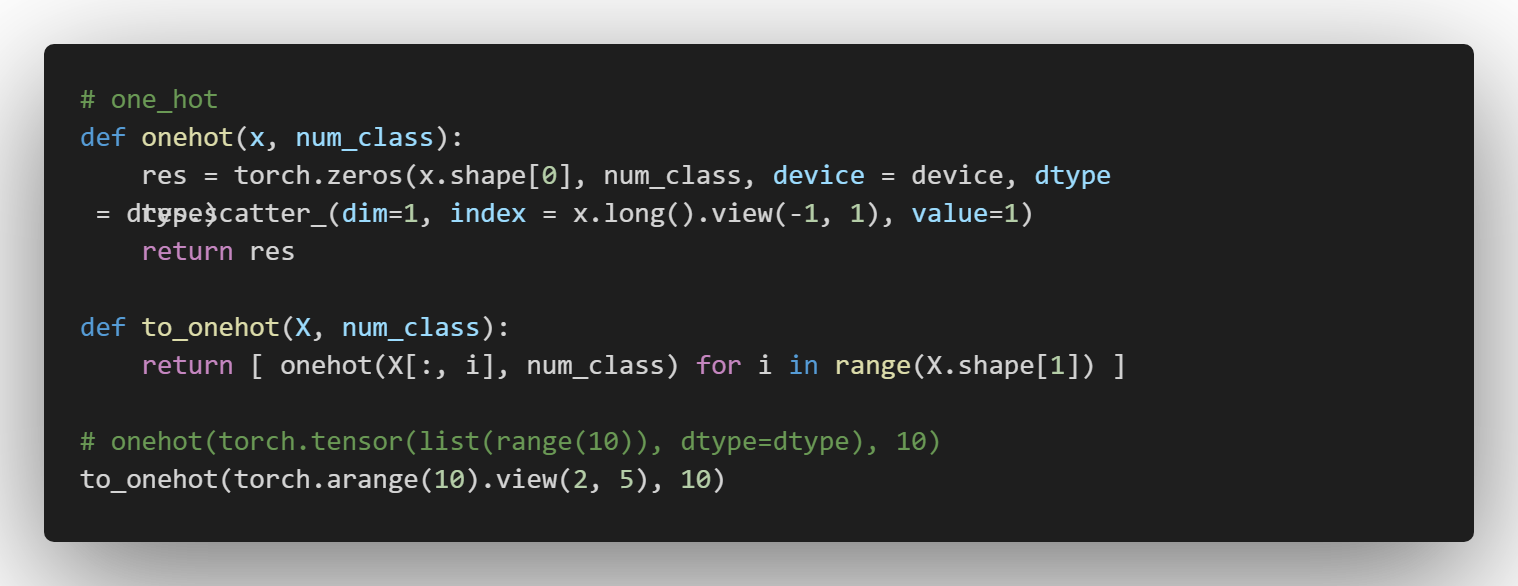 # one_hot
def onehot(x, num_class):
    res = torch.zeros(x.shape[0], num_class, device = device, dtype
 = dtype)
    res.scatter_(dim=1, index = x.long().view(-1, 1), value=1)
    return res

def to_onehot(X, num_class):
    return [ onehot(X[:, i], num_class) for i in range(X.shape[1]) ]

# onehot(torch.tensor(list(range(10)), dtype=dtype), 10)
to_onehot(torch.arange(10).view(2, 5), 10)